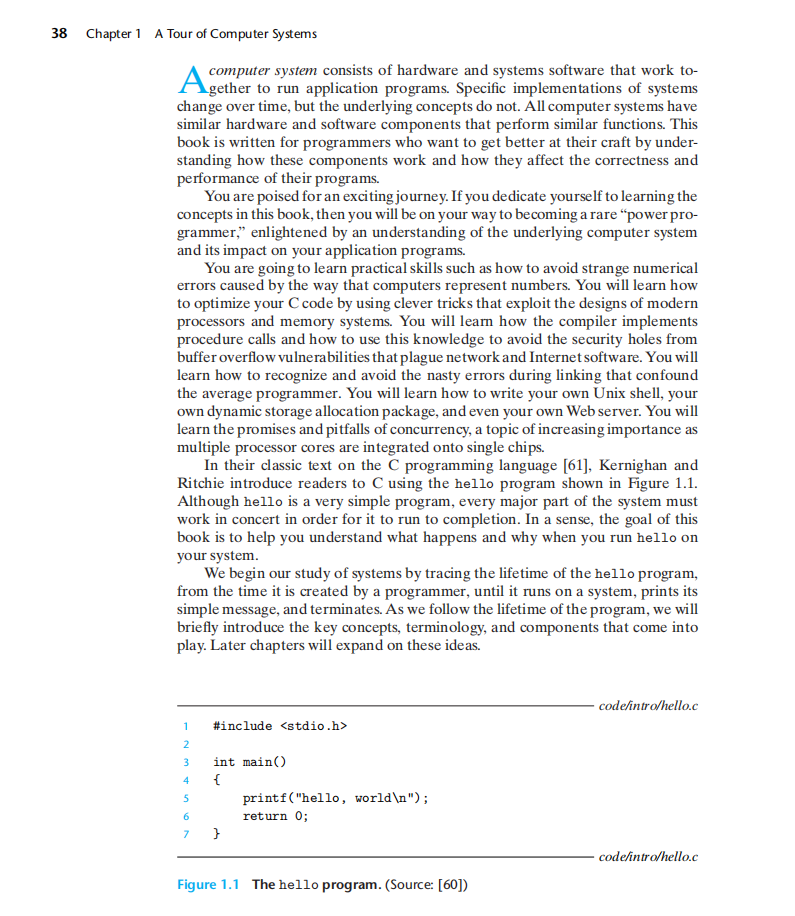 38 Chapter 1 A Tour of Computer Systems
A computer system consists of hardware and systems software that work to-
gether to run application programs. Specific implementations of systems
change over time, but the underlying concepts do not. All computer systems have
similar hardware and software components that perform similar functions. This
book is written for programmers who want to get better at their craft by under-
standing how these components work and how they affect the correctness and
performance of their programs.
You are poised for an exciting journey. If you dedicate yourself to learning the
concepts in this book, then you will be on your way to becoming a rare “power pro-
grammer,” enlightened by an understanding of the underlying computer system
and its impact on your application programs.
You are going to learn practical skills such as how to avoid strange numerical
errors caused by the way that computers represent numbers. You will learn how
to optimize your C code by using clever tricks that exploit the designs of modern
processors and memory systems. You will learn how the compiler implements
procedure calls and how to use this knowledge to avoid the security holes from
buffer overflow vulnerabilities that plague network and Internet software. You will
learn how to recognize and avoid the nasty errors during linking that confound
the average programmer. You will learn how to write your own Unix shell, your
own dynamic storage allocation package, and even your own Web server. You will
learn the promises and pitfalls of concurrency, a topic of increasing importance as
multiple processor cores are integrated onto single chips.
In their classic text on the C programming language [61], Kernighan and
Ritchie introduce readers to C using the hello program shown in Figure 1.1.
Although hello is a very simple program, every major part of the system must
work in concert in order for it to run to completion. In a sense, the goal of this
book is to help you understand what happens and why when you run hello on
your system.
We begin our study of systems by tracing the lifetime of the hello program,
from the time it is created by a programmer, until it runs on a system, prints its
simple message, and terminates. As we follow the lifetime of the program, we will
briefly introduce the key concepts, terminology, and components that come into
play. Later chapters will expand on these ideas.
code/intro/hello.c
1 #include <stdio.h>
2
3 int main()
4 {
5 printf("hello, world\n");
6 return 0;
7 }
code/intro/hello.c
Figure 1.1 The hello program. (Source: [60])